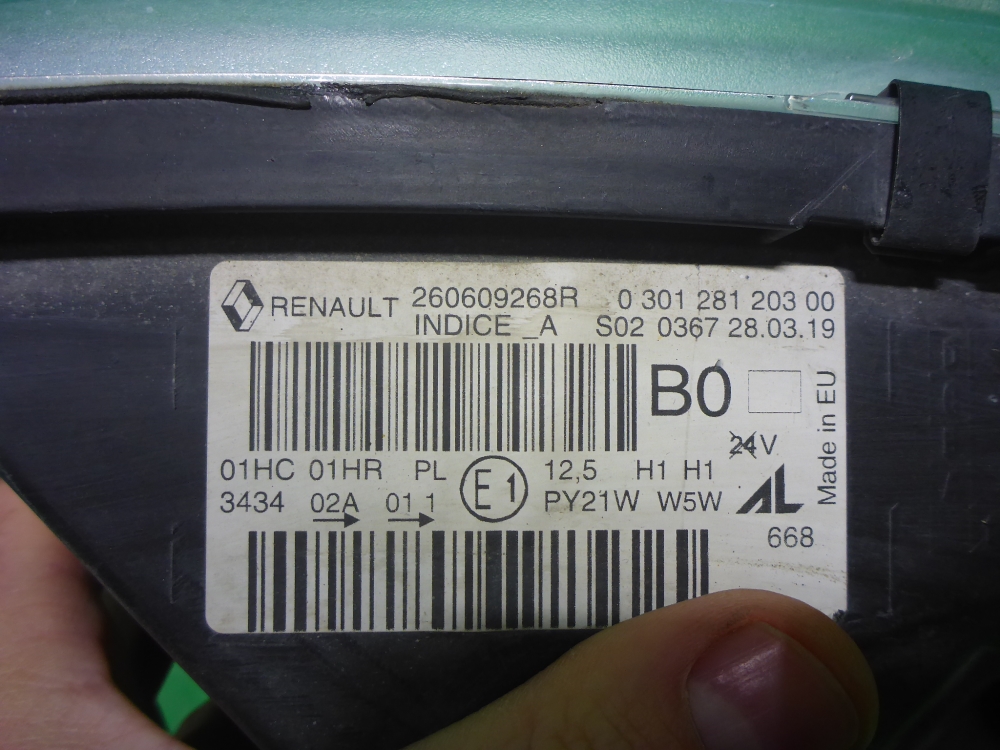 RENAULT 260609268R 0 301 281 203 00
INDICE _A S02 0367 28.03.19
B0
24V
Made in EU
01HC 01HR PL E1 12,5 H1 H1
3434 02A 01 1 PY21W W5W AL
668